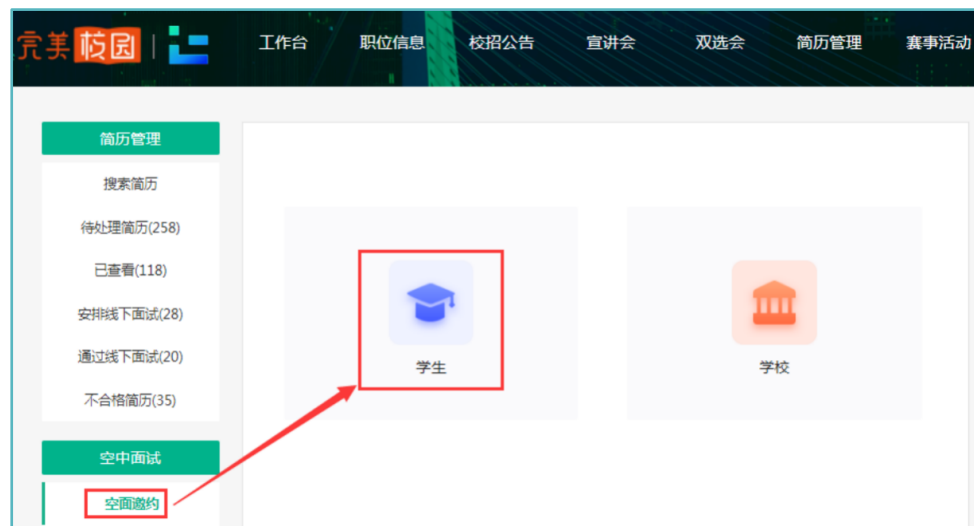 完美校园
工作台 职位信息 校招公告 宣讲会 双选会 简历管理 赛事活动
简历管理
搜索简历
待处理简历(258)
已查看(118)
安排线下面试(28)
通过线下面试(20)
不合格简历(35)
空中面试
空面邀约
学生
学校